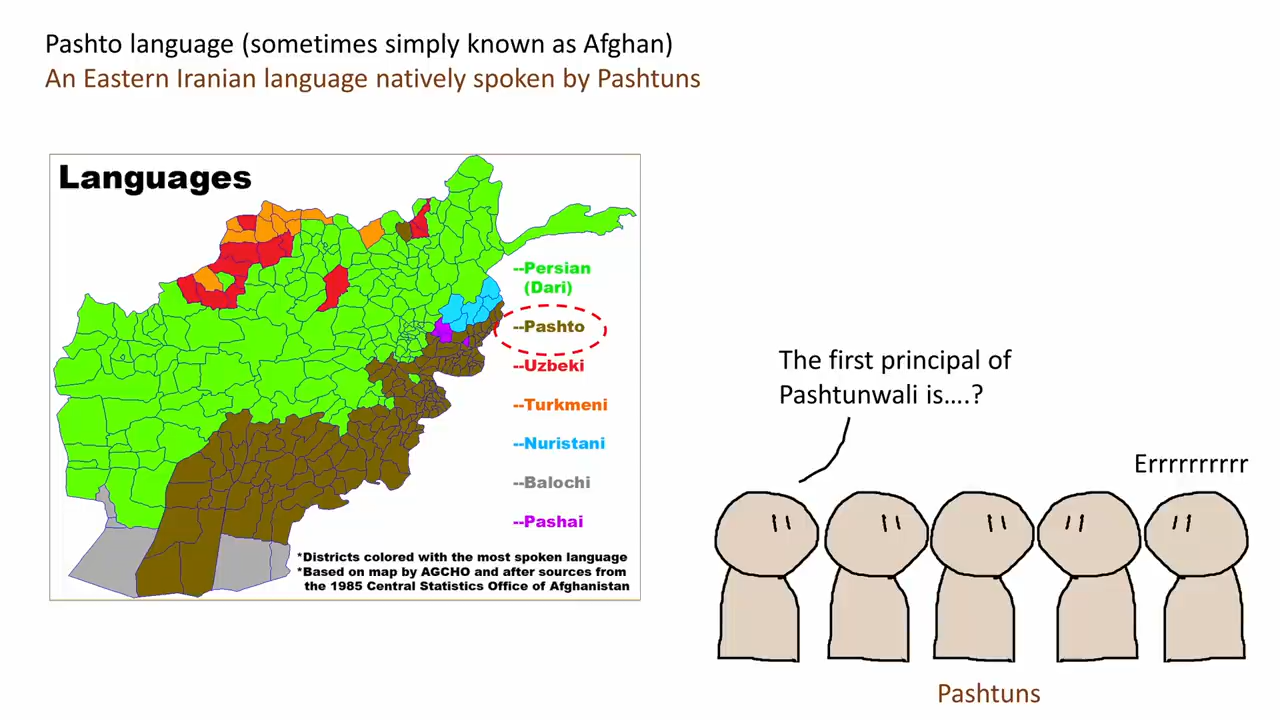 Pashto language (sometimes simply known as Afghan)
An Eastern Iranian language natively spoken by Pashtuns
Languages
--Persian
(Dari)
--Pashto
--Uzbeki
--Turkmeni
--Nuristani
--Balochi
--Pashai
*Districts colored with the most spoken language
*Based on map by AGCHO and after sources from
the 1985 Central Statistics Office of Afghanistan
The first principal of
Pashtunwali is....?
Errrrrrrrrr
Pashtuns